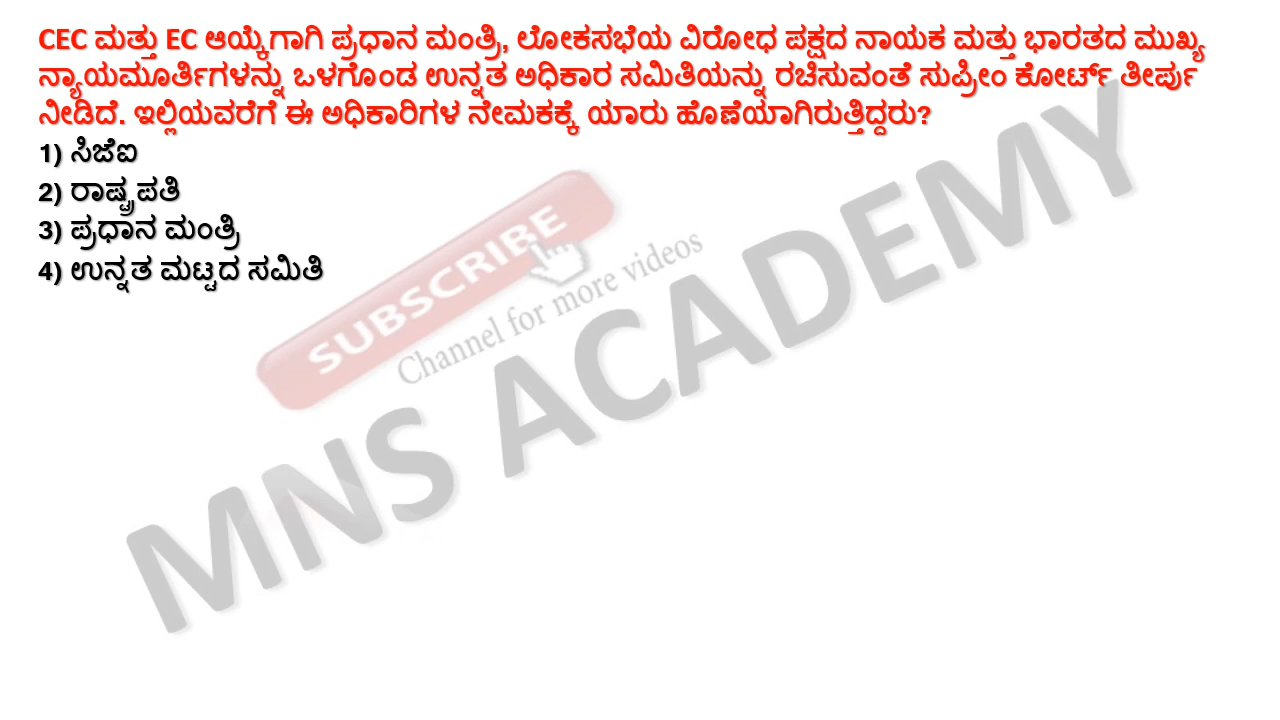 CEC ಮತ್ತು EC ಆಯ್ಕೆಗಾಗಿ ಪ್ರಧಾನ ಮಂತ್ರಿ, ಲೋಕಸಭೆಯ ವಿರೋಧ ಪಕ್ಷದ ನಾಯಕ ಮತ್ತು ಭಾರತದ ಮುಖ್ಯ
ನ್ಯಾಯಮೂರ್ತಿಗಳನ್ನು ಒಳಗೊಂಡ ಉನ್ನತ ಅಧಿಕಾರ ಸಮಿತಿಯನ್ನು ರಚಿಸುವಂತೆ ಸುಪ್ರೀಂ ಕೋರ್ಟ್ ತೀರ್ಪು
ನೀಡಿದೆ. ಇಲ್ಲಿಯವರೆಗೆ ಈ ಅಧಿಕಾರಿಗಳ ನೇಮಕಕ್ಕೆ ಯಾರು ಹೊಣೆಯಾಗಿರುತ್ತಿದ್ದರು?
1) ಸಿಜೆಐ
2) ರಾಷ್ಟ್ರಪತಿ
3) ಪ್ರಧಾನ ಮಂತ್ರಿ
4) ಉನ್ನತ ಮಟ್ಟದ ಸಮಿತಿ
SUBSCRIBE
Channel for more videos
MNS ACADEMY